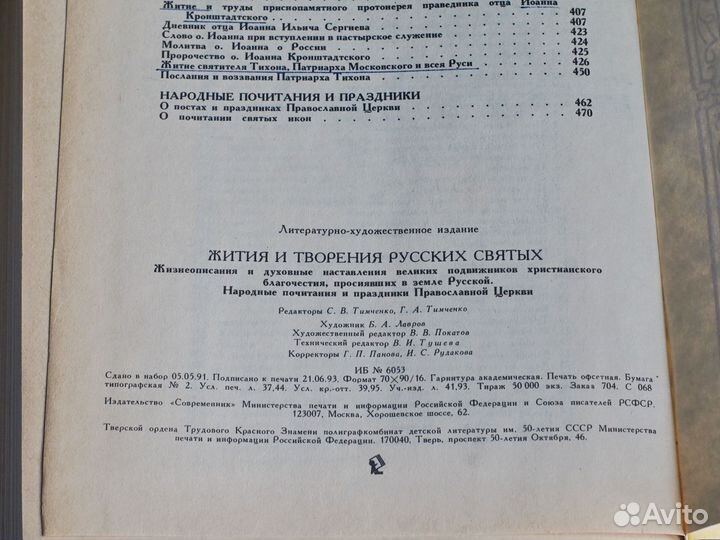 Житие и труды приснопамятного протоиерея праведника отца Иоанна
Кронштадтского . . . . . . . . . . . . . . . . . . . . . 407
Дневник отца Иоанна Ильича Сергиева . . . . . . . . . . . 407
Слово о. Иоанна при вступлении в пастырское служение . . . . 423
Молитва о. Иоанна о России . . . . . . . . . . . . . . . 424
Пророчество о. Иоанна Кронштадтского . . . . . . . . . . 425
Житие святителя Тихона, Патриарха Московского и всея Руси . . . 426
Послания и воззвания Патриарха Тихона . . . . . . . . . . 450
НАРОДНЫЕ ПОЧИТАНИЯ И ПРАЗДНИКИ
О постах и праздниках Православной Церкви . . . . . . . . 462
О почитании святых икон . . . . . . . . . . . . . . . . 470
Литературно-художественное издание
ЖИТИЯ И ТВОРЕНИЯ РУССКИХ СВЯТЫХ
Жизнеописания и духовные наставления великих подвижников христианского
благочестия, просиявших в земле Русской.
Народные почитания и праздники Православной Церкви
Редакторы С. В. Тимченко, Г. А. Тимченко
Художник Б. А. Лавров
Художественный редактор В. В. Покатов
Технический редактор В. И. Тушева
Корректоры Г. П. Панова, И. С. Рудакова
ИБ № 6053
Сдано в набор 05.05.91. Подписано к печати 21.06.93. Формат 70×90/16. Гарнитура академическая. Печать офсетная. Бумага
типографская № 2. Усл. печ. л. 37,44. Усл. кр.-отт. 39,95. Уч.-изд. л. 41,93. Тираж 50 000 экз. Заказ 704. С 068
Издательство «Современник» Министерства печати и информации Российской Федерации и Союза писателей РСФСР.
123007, Москва, Хорошевское шоссе, 62.
Тверской ордена Трудового Красного Знамени полиграфкомбинат детской литературы им. 50-летия СССР Министерства
печати и информации Российской Федерации. 170040, Тверь, проспект 50-летия Октября, 46.
Avito